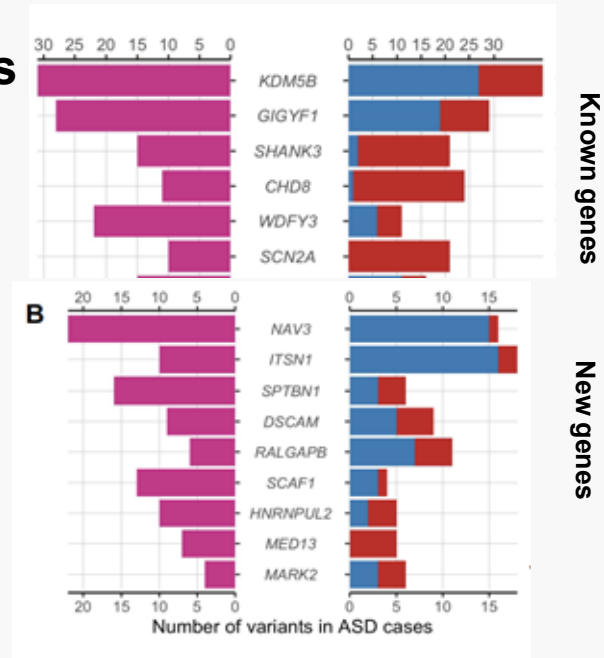 30 25 20 15 10 5 0 0 5 10 15 20 25 30
s
KDM5B
GIGYF1
SHANK3
CHD8
WDFY3
SCN2A
Known genes
B
20 15 10 5 0 0 5 10 15
NAV3
ITSN1
SPTBN1
DSCAM
RALGAPB
SCAF1
HNRNPUL2
MED13
MARK2
New genes
20 15 10 5 0 0 5 10 15
Number of variants in ASD cases